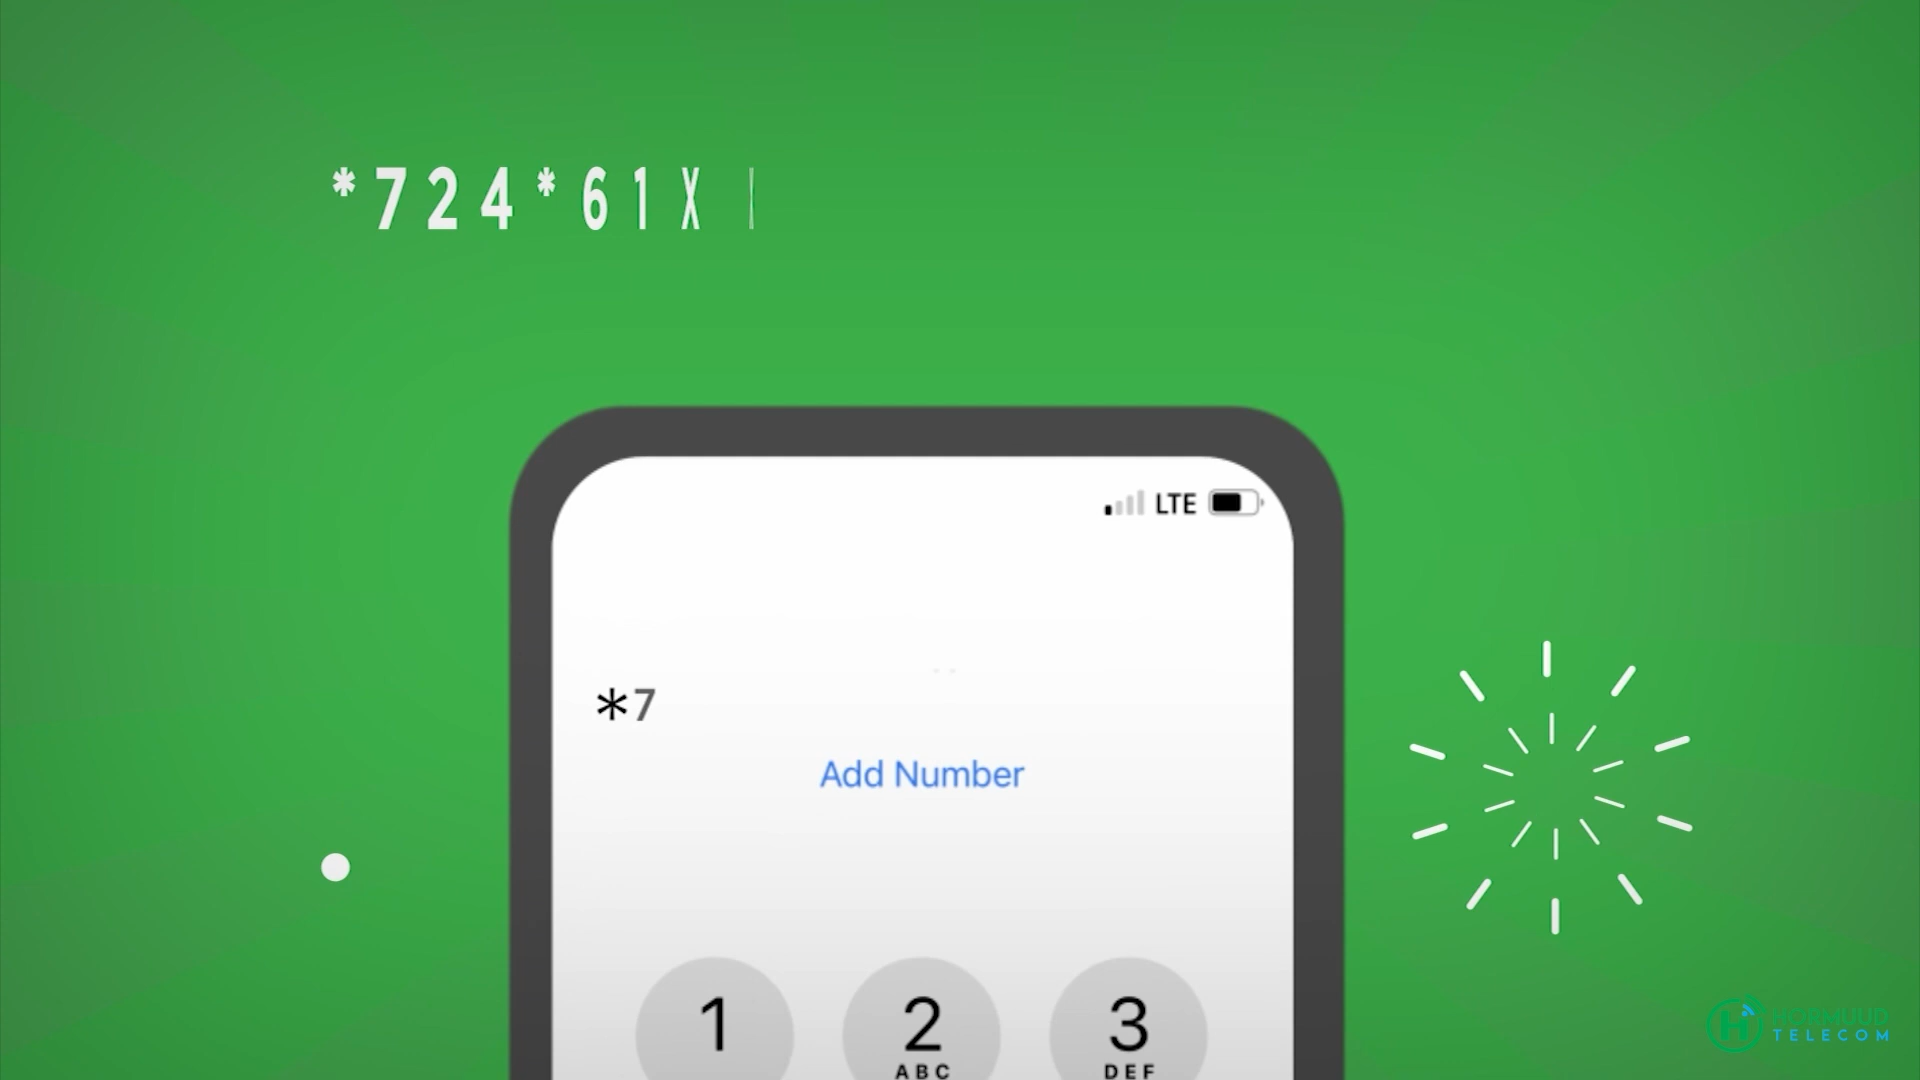 *724*61X
LTE
*7
Add Number
1 2 3
ABC DEF
HORMUUD
TELECOM